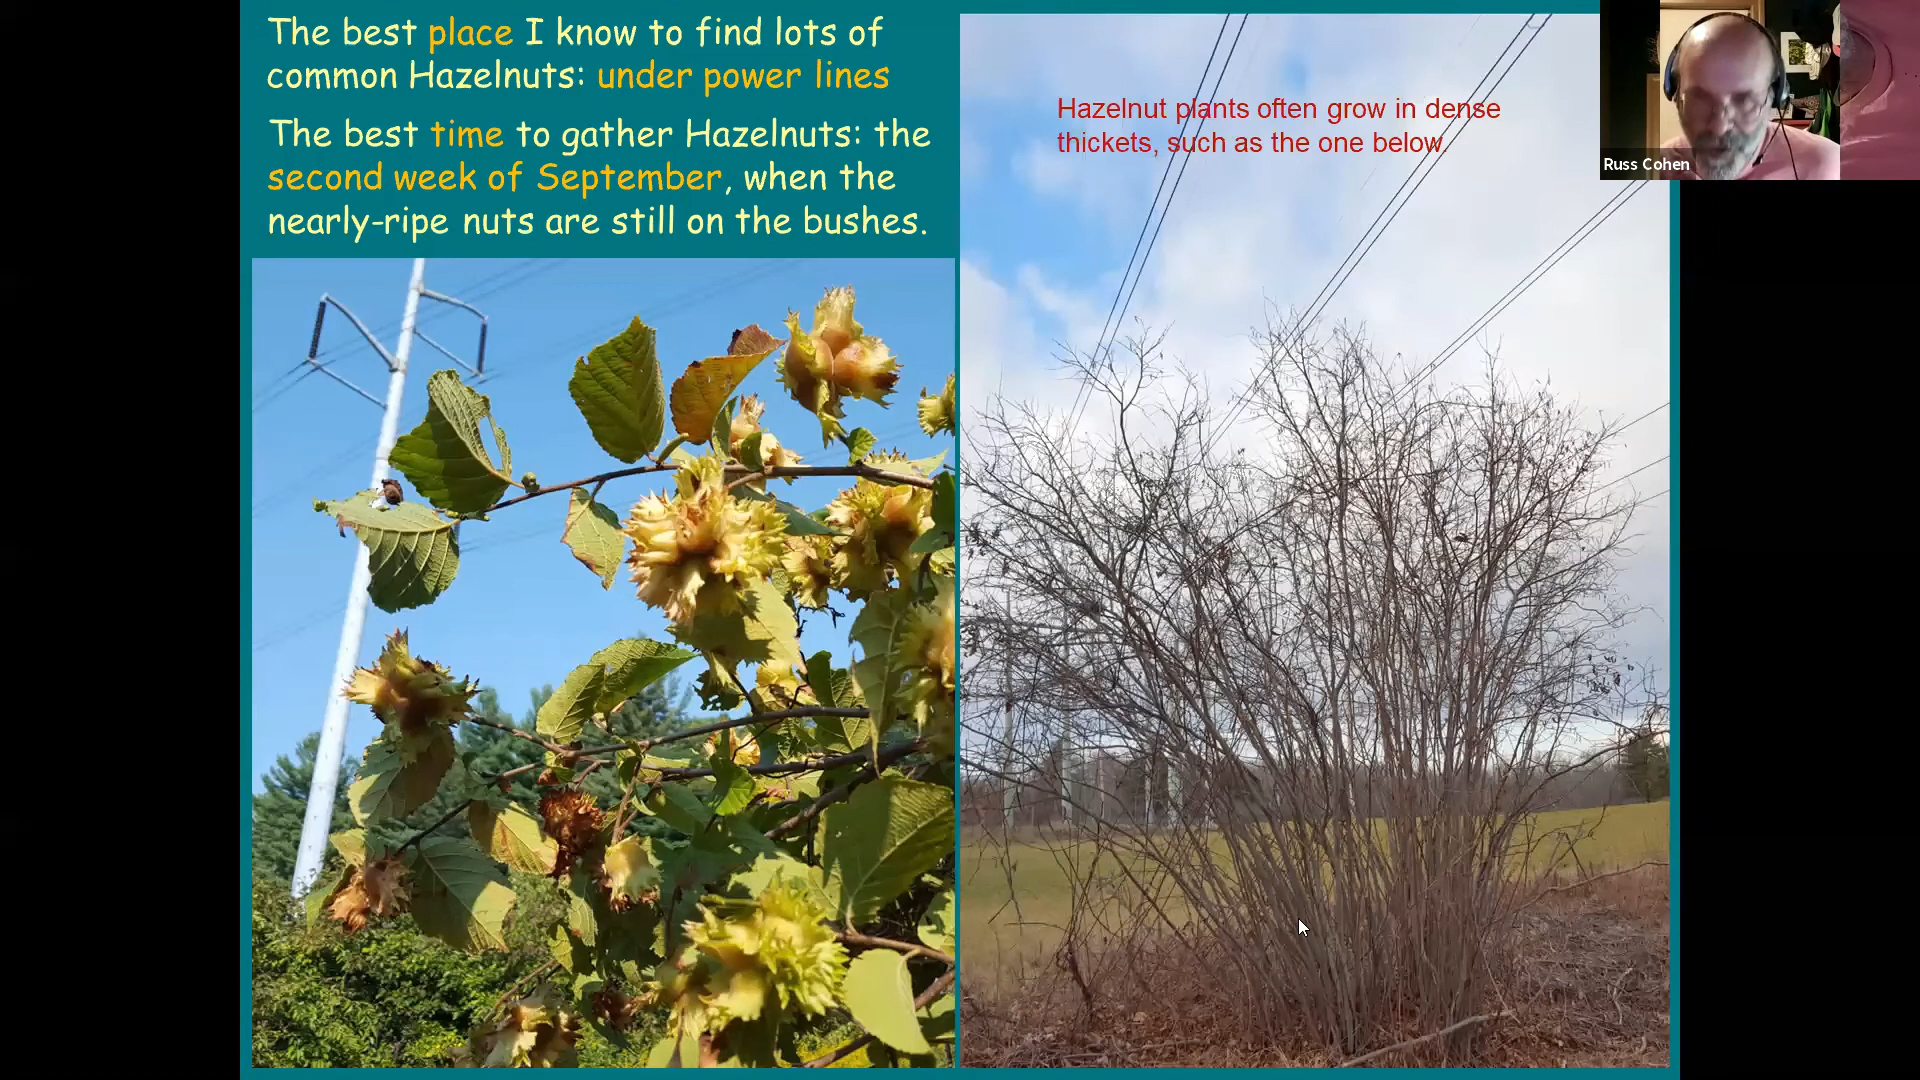 The best place I know to find lots of
common Hazelnuts: under power lines
The best time to gather Hazelnuts: the
second week of September, when the
nearly-ripe nuts are still on the bushes.
Hazelnut plants often grow in dense
thickets, such as the one below.
Russ Cohen